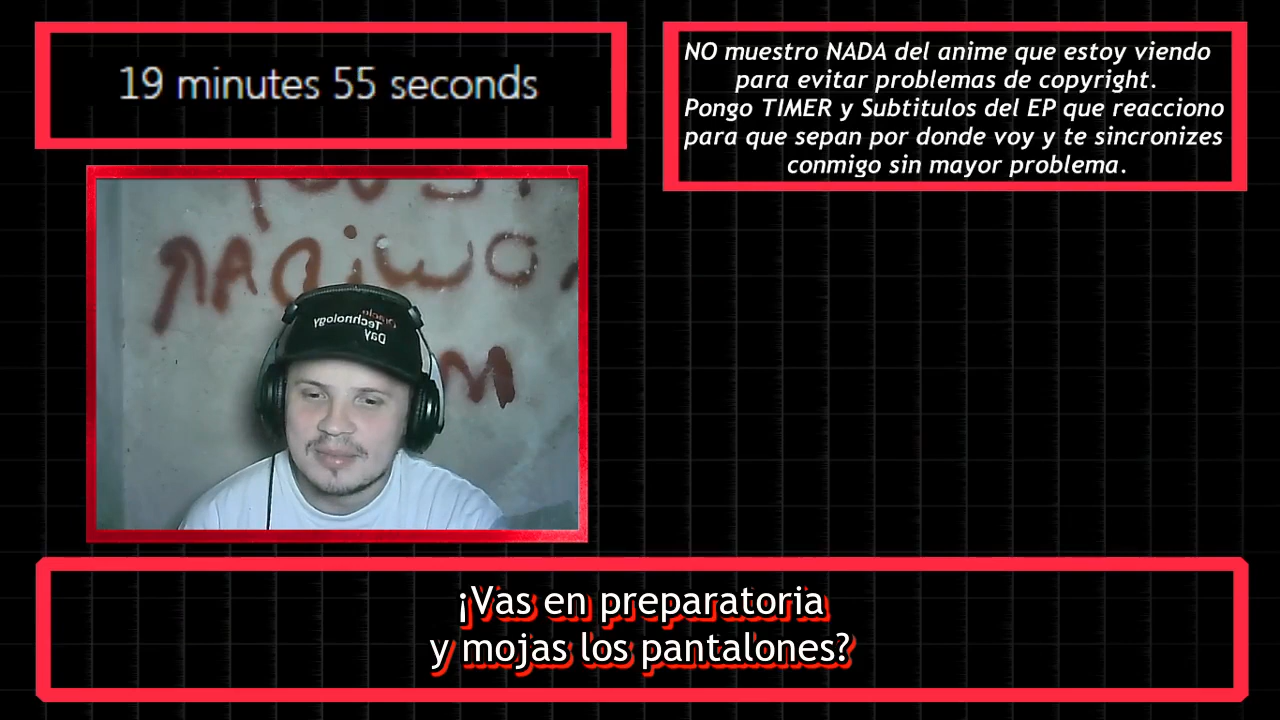 19 minutes 55 seconds
NO muestro NADA del anime que estoy viendo
para evitar problemas de copyright.
Pongo TIMER y Subtitulos del EP que reacciono
para que sepan por donde voy y te sincronizes
conmigo sin mayor problema.
Oracle
Technology
Day
¡Vas en preparatoria
y mojas los pantalones?